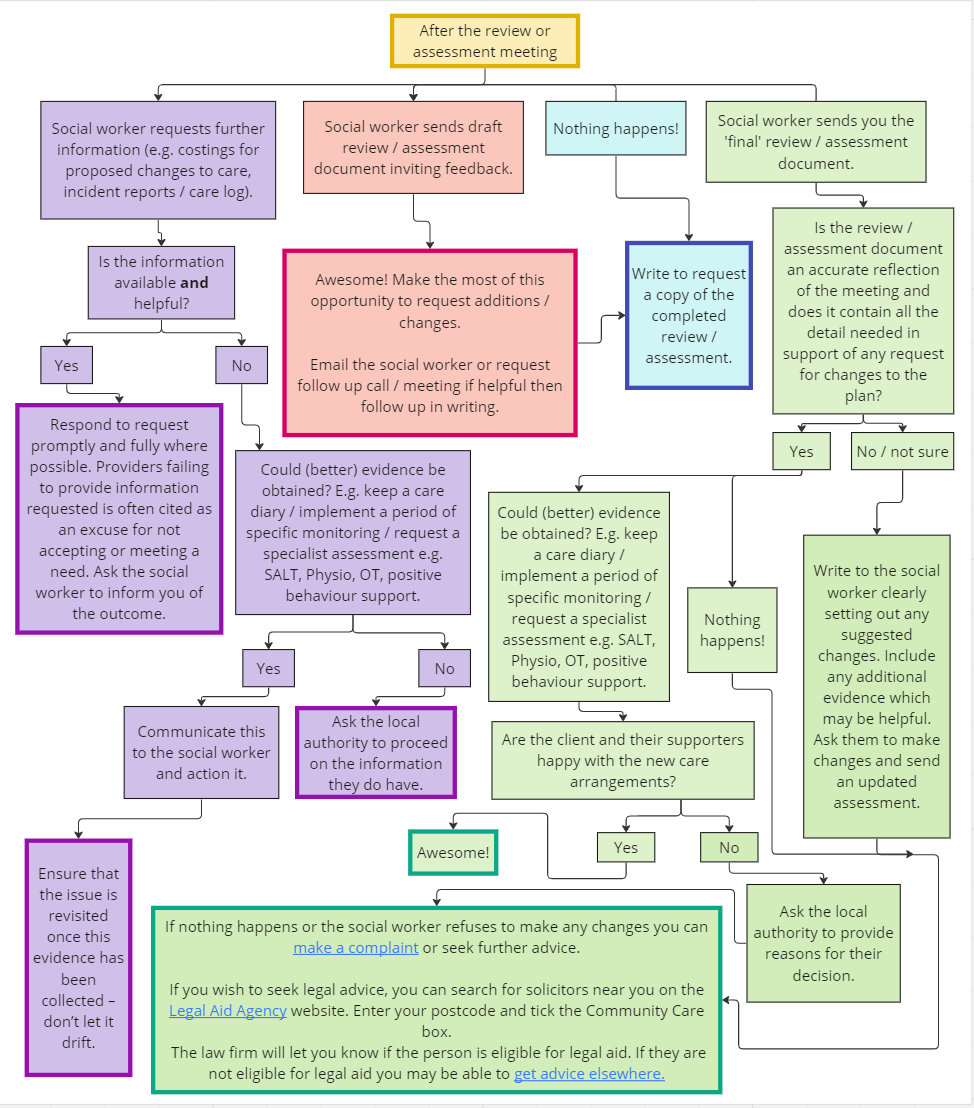 After the review or
assessment meeting
Social worker requests further
information (e.g. costings for
proposed changes to care,
incident reports / care log).
Social worker sends draft
review / assessment
document inviting feedback.
Nothing happens!
Social worker sends you the
'final' review / assessment
document.
Is the information
available and
helpful?
Yes
No
Awesome! Make the most of this
opportunity to request additions /
changes.
Email the social worker or request
follow up call / meeting if helpful then
follow up in writing.
Write to request
a copy of the
completed
review /
assessment.
Is the review /
assessment document
an accurate reflection
of the meeting and
does it contain all the
detail needed in
support of any request
for changes to the
plan?
Yes
No / not sure
Respond to request
promptly and fully where
possible. Providers failing
to provide information
requested is often cited as
an excuse for not
accepting or meeting a
need. Ask the social
worker to inform you of
the outcome.
Could (better) evidence be
obtained? E.g. keep a care
diary / implement a period of
specific monitoring / request a
specialist assessment e.g.
SALT, Physio, OT, positive
behaviour support.
Yes
No
Communicate this
to the social worker
and action it.
Ask the local
authority to proceed
on the information
they do have.
Ensure that
the issue is
revisited
once this
evidence has
been
collected –
don't let it
drift.
Could (better) evidence
be obtained? E.g. keep
a care diary /
implement a period of
specific monitoring /
request a specialist
assessment e.g. SALT,
Physio, OT, positive
behaviour support.
Nothing
happens!
Write to the social
worker clearly
setting out any
suggested
changes. Include
any additional
evidence which
may be helpful.
Ask them to make
changes and send
an updated
assessment.
Are the client and their supporters
happy with the new care
arrangements?
Yes
No
Awesome!
Ask the local
authority to provide
reasons for their
decision.
If nothing happens or the social worker refuses to make any changes you can
make a complaint or seek further advice.
If you wish to seek legal advice, you can search for solicitors near you on the
Legal Aid Agency website. Enter your postcode and tick the Community Care
box.
The law firm will let you know if the person is eligible for legal aid. If they are
not eligible for legal aid you may be able to get advice elsewhere.